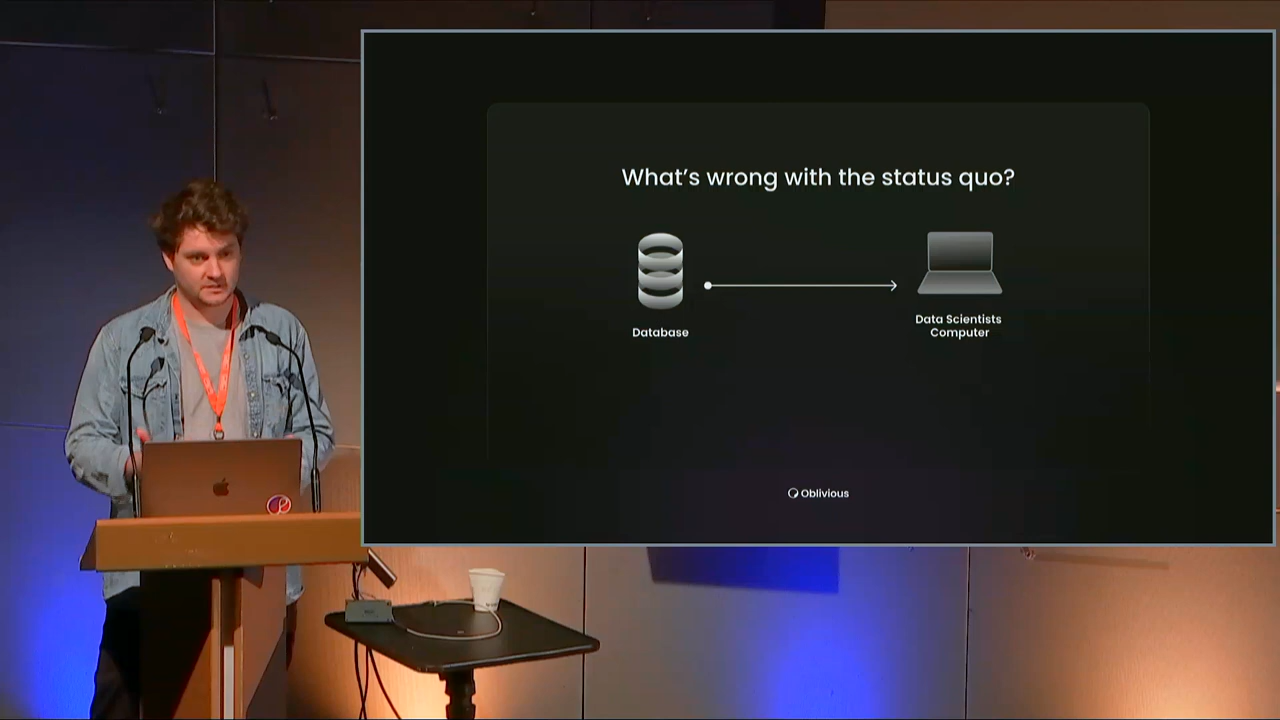 What's wrong with the status quo?
Database
Data Scientists
Computer
Oblivious